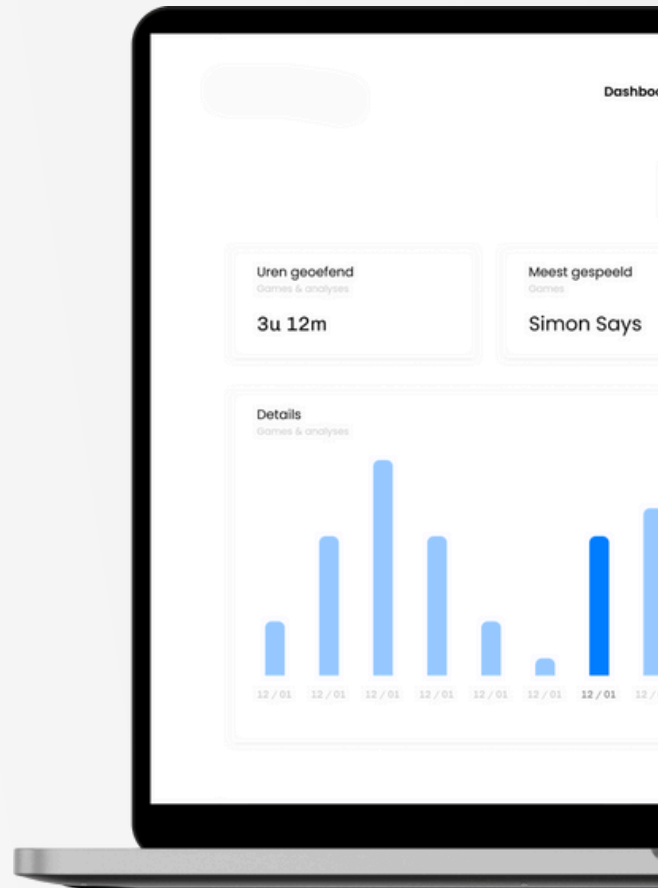 Dashboa
Uren geoefend
Games & analyses
3u 12m
Meest gespeeld
Games
Simon Says
Details
Games & analyses
12 / 01 12 / 01 12 / 01 12 / 01 12 / 01 12 / 01 12 / 01 12 /